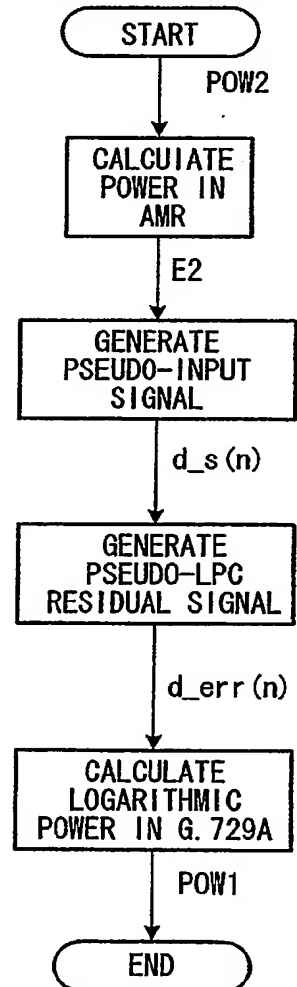 START
POW2
CALCUIATE
POWER IN
AMR
E2
GENERATE
PSEUDO-INPUT
SIGNAL
d_s(n)
GENERATE
PSEUDO-LPC
RESIDUAL SIGNAL
d_err(n)
CALCULATE
LOGARITHMIC
POWER IN G.729A
POW1
END